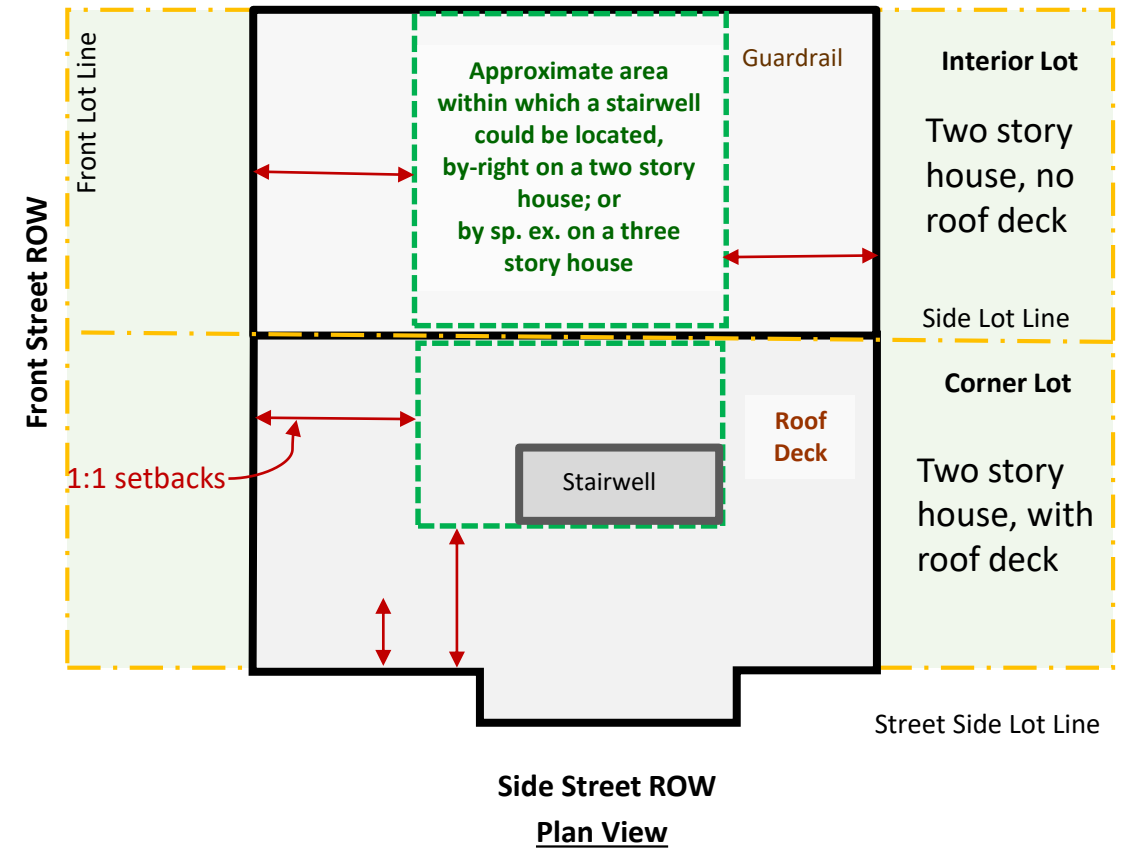 Front Street ROW
Front Lot Line
Approximate area
within which a stairwell
could be located,
by-right on a two story
house; or
by sp. ex. on a three
story house
Guardrail
Interior Lot
Two story
house, no
roof deck
Side Lot Line
Corner Lot
1:1 setbacks
Stairwell
Roof
Deck
Two story
house, with
roof deck
Street Side Lot Line
Side Street ROW
Plan View